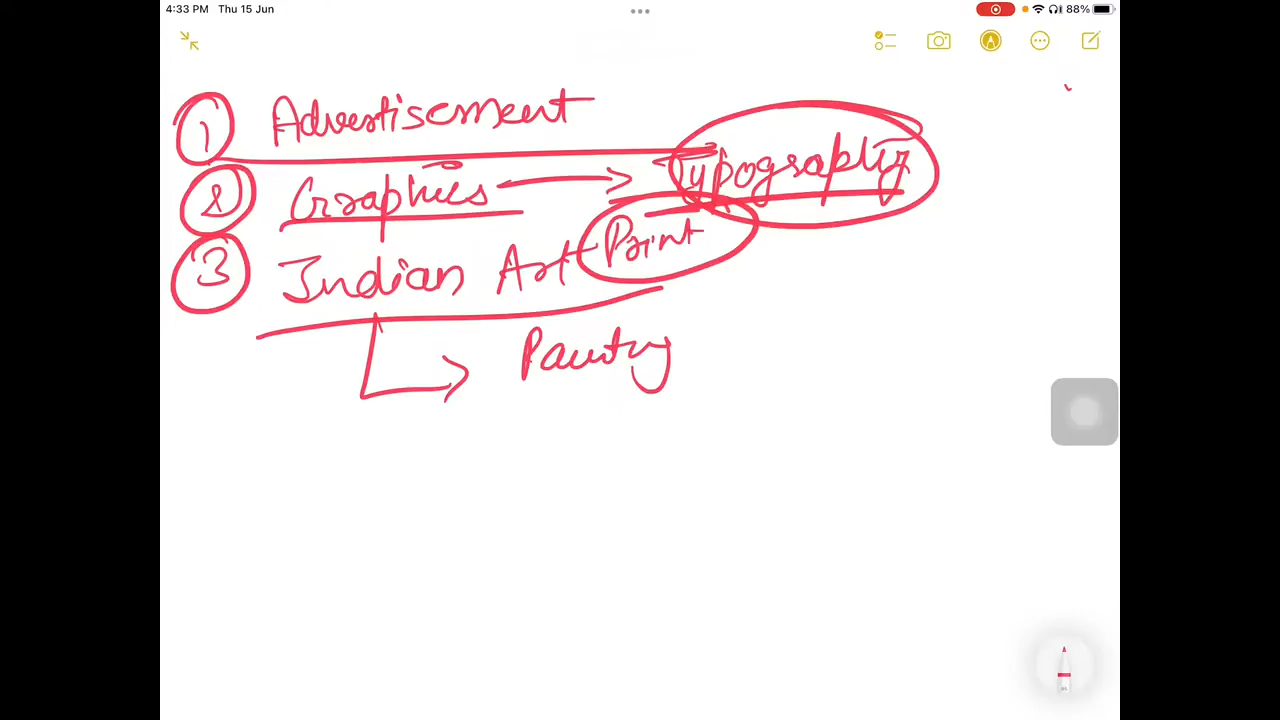 4:33 PM Thu 15 Jun 88%
1 Advertisement
2 Graphics → Typography
3 Indian Art Print
Painting